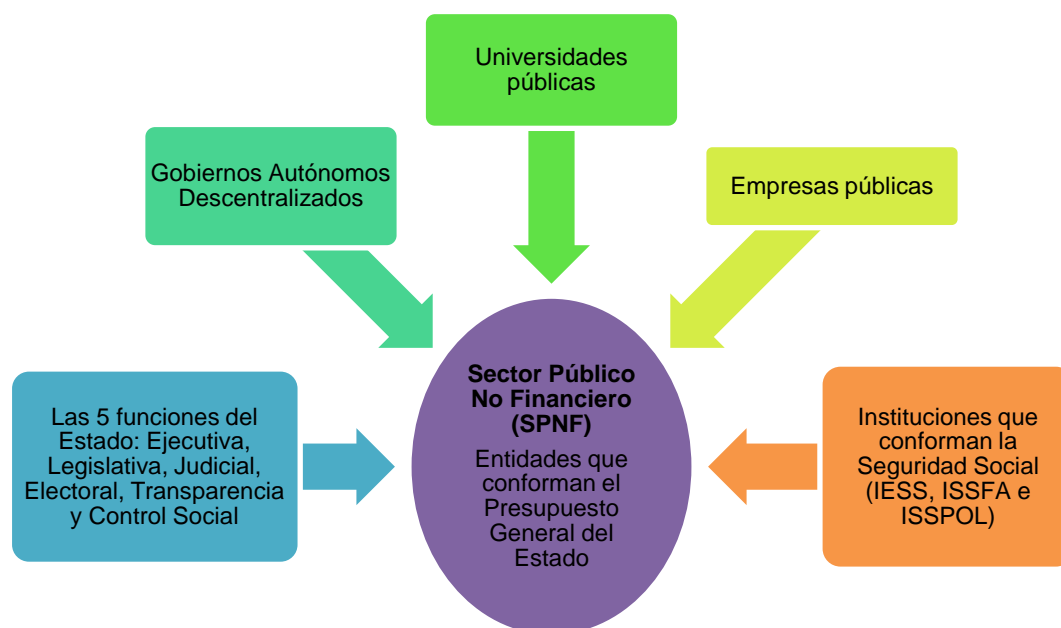 Universidades
públicas
Gobiernos Autónomos
Descentralizados
Empresas públicas
Las 5 funciones del
Estado: Ejecutiva,
Legislativa, Judicial,
Electoral, Transparencia
y Control Social
Sector Público
No Financiero
(SPNF)
Entidades que
conforman el
Presupuesto
General del
Estado
Instituciones que
conforman la
Seguridad Social
(IESS, ISSFA e
ISSPOL)